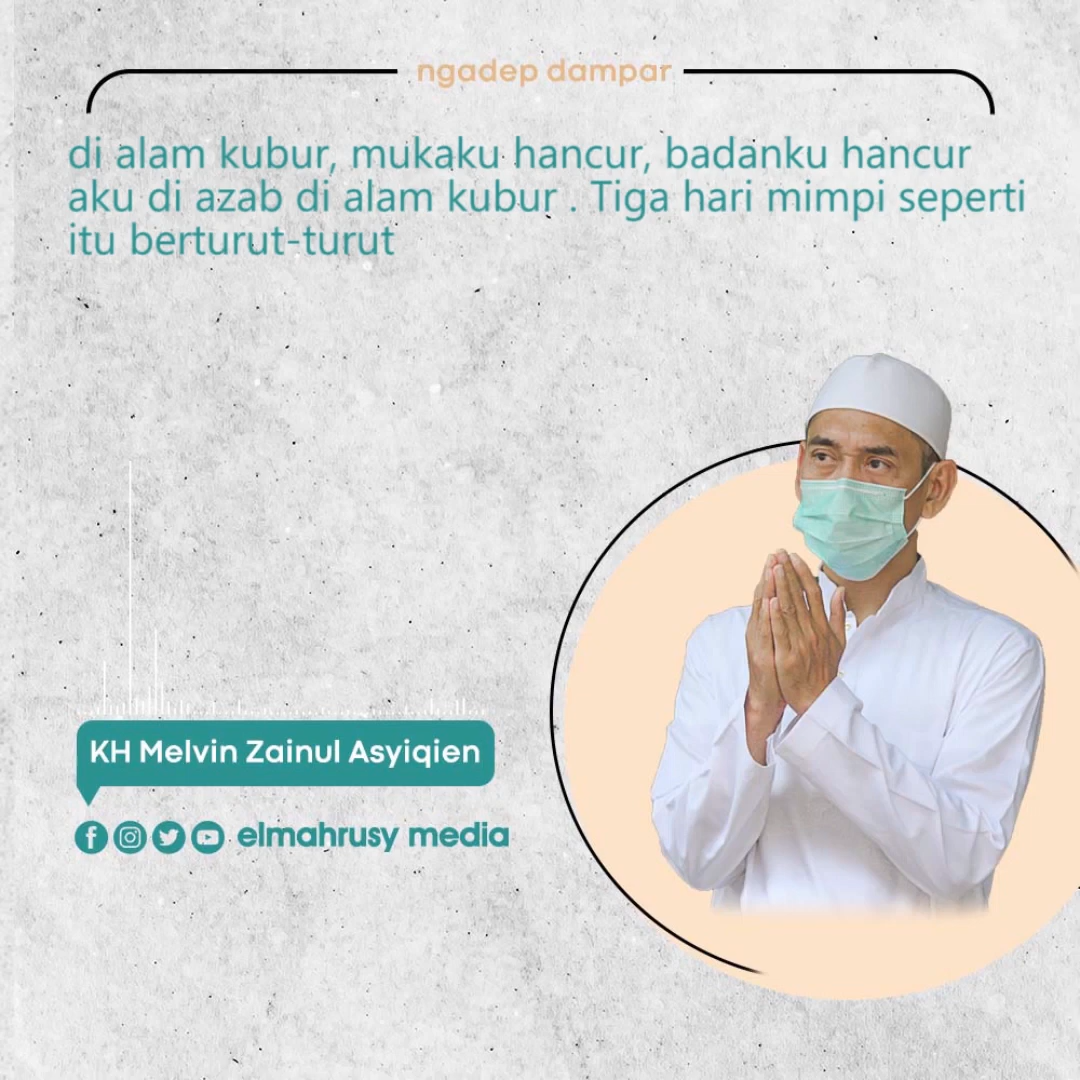 ngadep dampar
di alam kubur, mukaku hancur, badanku hancur
aku di azab di alam kubur . Tiga hari mimpi seperti
itu berturut-turut
KH Melvin Zainul Asyiqien
elmahrusy media